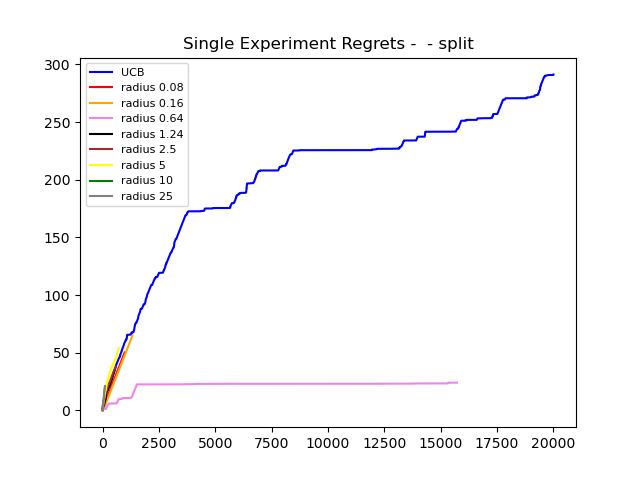 Single Experiment Regrets -  - split
300
250
200
150
100
50
0
UCB
radius 0.08
radius 0.16
radius 0.64
radius 1.24
radius 2.5
radius 5
radius 10
radius 25
0 2500 5000 7500 10000 12500 15000 17500 20000